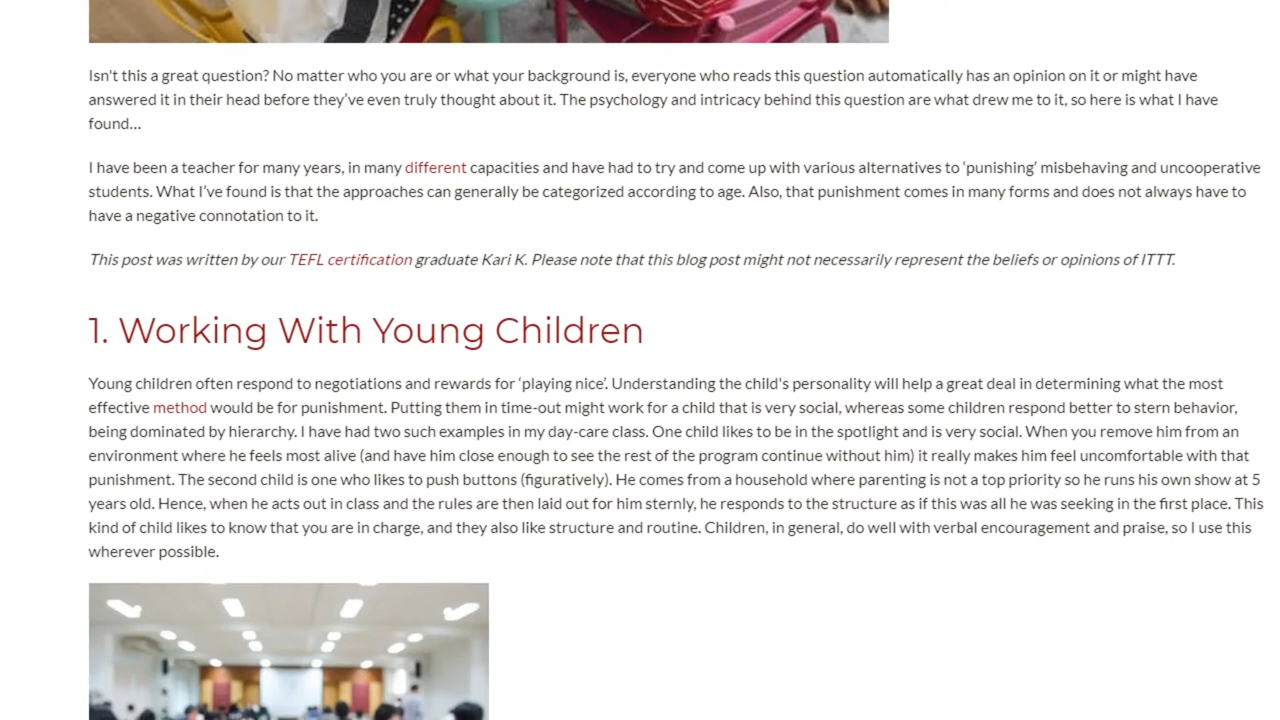 Isn't this a great question? No matter who you are or what your background is, everyone who reads this question automatically has an opinion on it or might have
answered it in their head before they’ve even truly thought about it. The psychology and intricacy behind this question are what drew me to it, so here is what I have
found…
I have been a teacher for many years, in many different capacities and have had to try and come up with various alternatives to ‘punishing’ misbehaving and uncooperative
students. What I’ve found is that the approaches can generally be categorized according to age. Also, that punishment comes in many forms and does not always have to
have a negative connotation to it.
This post was written by our TEFL certification graduate Kari K. Please note that this blog post might not necessarily represent the beliefs or opinions of ITTT.
1. Working With Young Children
Young children often respond to negotiations and rewards for ‘playing nice’. Understanding the child's personality will help a great deal in determining what the most
effective method would be for punishment. Putting them in time-out might work for a child that is very social, whereas some children respond better to stern behavior,
being dominated by hierarchy. I have had two such examples in my day-care class. One child likes to be in the spotlight and is very social. When you remove him from an
environment where he feels most alive (and have him close enough to see the rest of the program continue without him) it really makes him feel uncomfortable with that
punishment. The second child is one who likes to push buttons (figuratively). He comes from a household where parenting is not a top priority so he runs his own show at 5
years old. Hence, when he acts out in class and the rules are then laid out for him sternly, he responds to the structure as if this was all he was seeking in the first place. This
kind of child likes to know that you are in charge, and they also like structure and routine. Children, in general, do well with verbal encouragement and praise, so I use this
wherever possible.